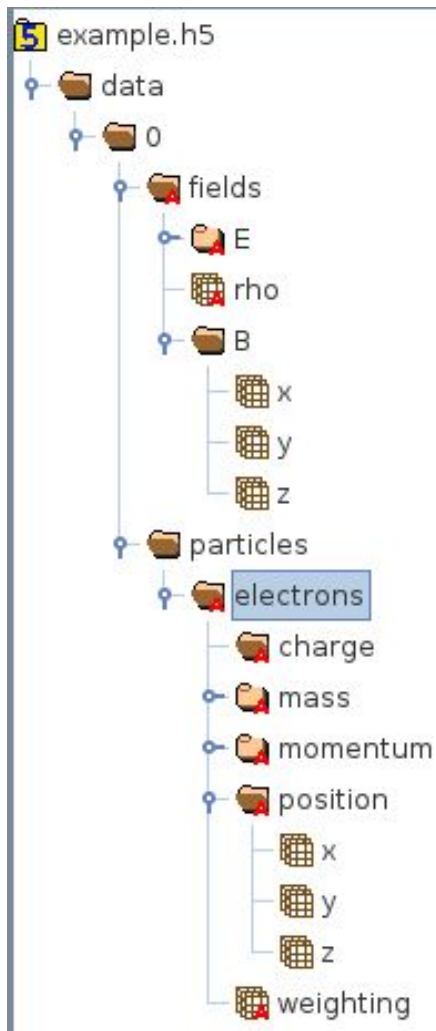 example.h5
data
0
fields
E
rho
B
x
y
z
particles
electrons
charge
mass
momentum
position
x
y
z
weighting